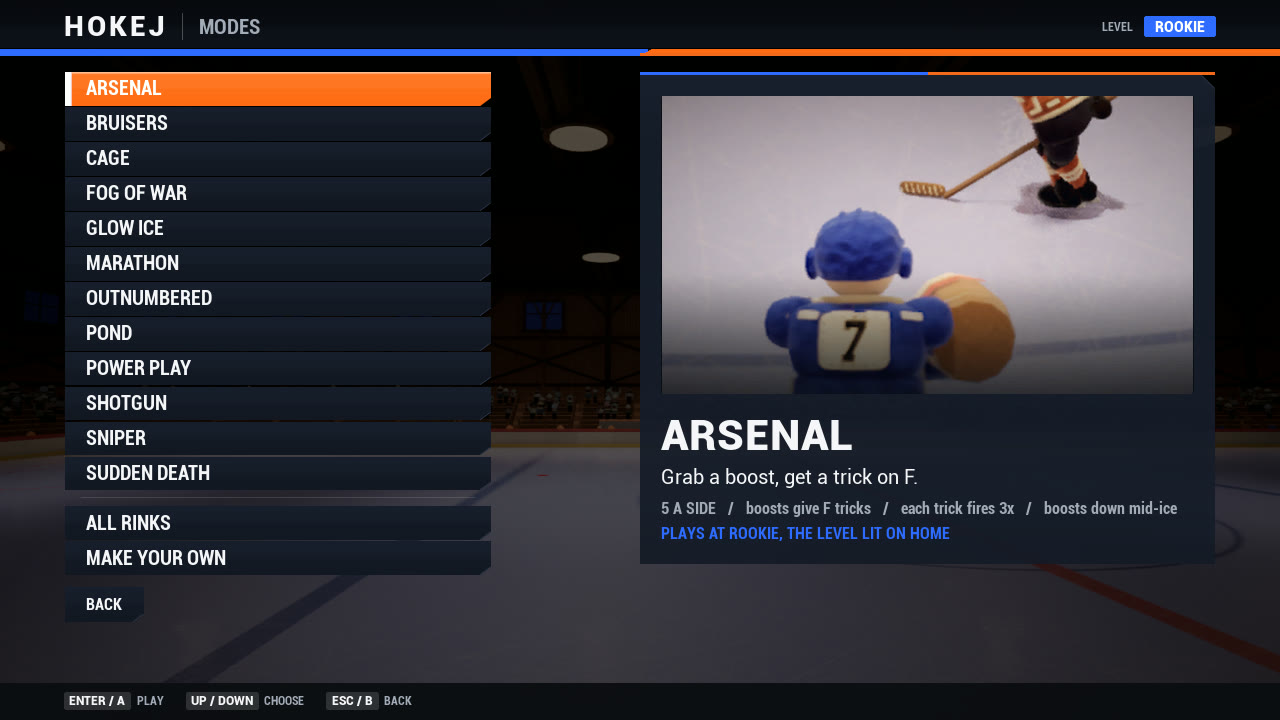 HOKEJ
MODES
LEVEL
ROOKIE
ARSENAL
BRUISERS
CAGE
FOG OF WAR
GLOW ICE
MARATHON
OUTNUMBERED
POND
POWER PLAY
SHOTGUN
SNIPER
SUDDEN DEATH
ALL RINKS
MAKE YOUR OWN
BACK
7
ARSENAL
Grab a boost, get a trick on F.
5 A SIDE / boosts give F tricks / each trick fires 3x / boosts down mid-ice
PLAYS AT ROOKIE, THE LEVEL LIT ON HOME
ENTER / A PLAY UP / DOWN CHOOSE ESC / B BACK